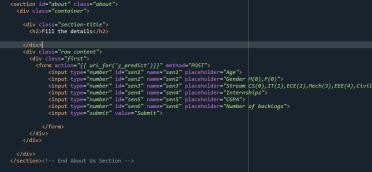 <section id="about" class="about">
<div class="container">
<div class="section-title">
<h2>Fill the details</h2>
</div>
<div class="row content">
<div class="first">
<form action="{{ url_for('y_predict')}}" method="POST">
<input type="number" id="sen1" name="sen1" placeholder="Age">
<input type="number" id="sen2" name="sen2" placeholder="Gender M(0),F(0)">
<input type="number" id="sen3" name="sen3" placeholder="Stream CS(0),IT(1),ECE(2),Mech(3),EEE(4),Civil
<input type="number" id="sen4" name="sen4" placeholder="Internships">
<input type="number" id="sen5" name="sen5" placeholder="CGPA">
<input type="number" id="sen6" name="sen6" placeholder="Number of backlogs">
<input type="submit" value="Submit">
</form>
</div>
</div>
</div>
</section><!-- End About Us Section -->